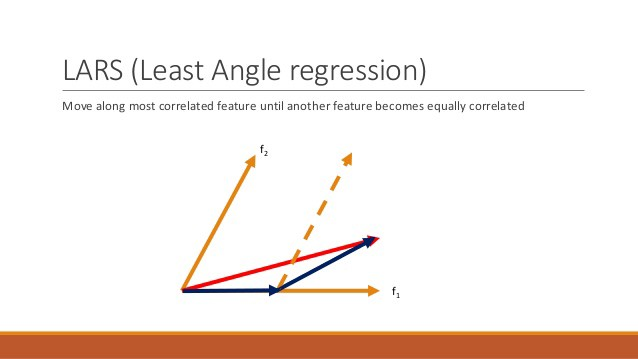 LARS (Least Angle regression)
Move along most correlated feature until another feature becomes equally correlated
f2
f1